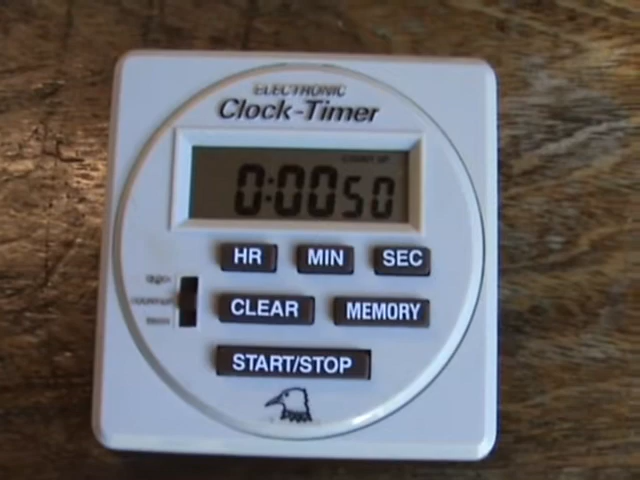 ELECTRONIC
Clock-Timer
COUNT UP
0:00 50
HR MIN SEC
CLEAR MEMORY
START/STOP